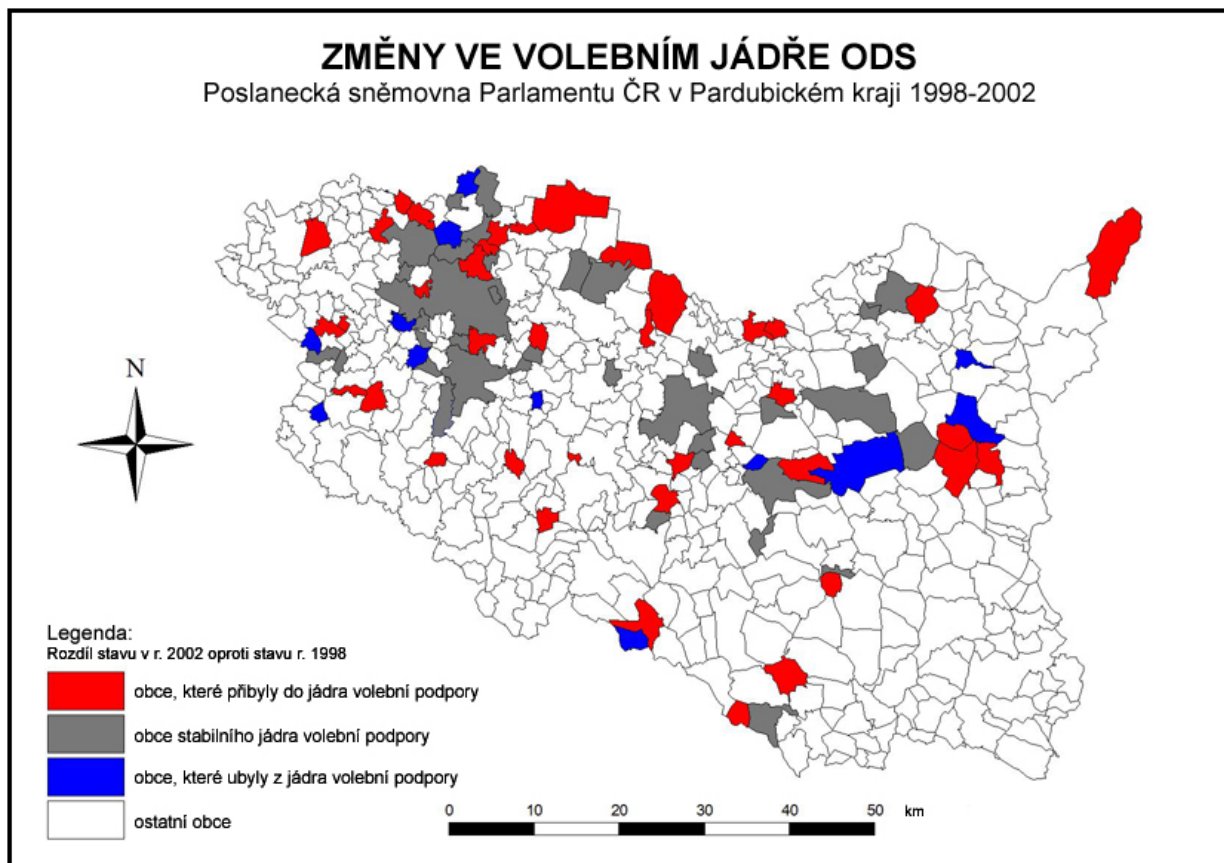 ZMĚNY VE VOLEBNÍM JÁDŘE ODS
Poslanecká sněmovna Parlamentu ČR v Pardubickém kraji 1998-2002
N
Legenda:
Rozdíl stavu v r. 2002 oproti stavu r. 1998
obce, které přibyly do jádra volební podpory
obce stabilního jádra volební podpory
obce, které ubyly z jádra volební podpory
ostatní obce
0 10 20 30 40 50 km